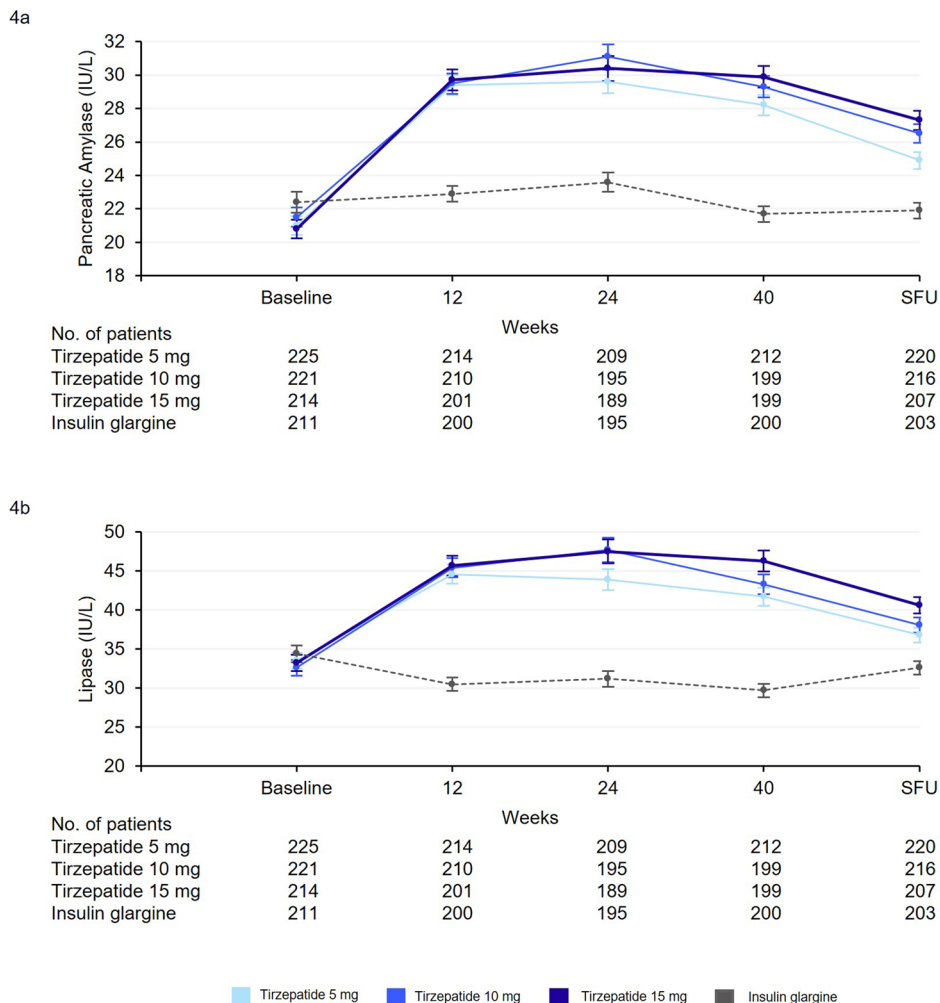 4a
Pancreatic Amylase (IU/L)
32
30
28
26
24
22
20
18
Baseline 12 24 40 SFU
Weeks
No. of patients
Tirzepatide 5 mg 225 214 209 212 220
Tirzepatide 10 mg 221 210 195 199 216
Tirzepatide 15 mg 214 201 189 199 207
Insulin glargine 211 200 195 200 203
4b
Lipase (IU/L)
50
45
40
35
30
25
20
Baseline 12 24 40 SFU
Weeks
No. of patients
Tirzepatide 5 mg 225 214 209 212 220
Tirzepatide 10 mg 221 210 195 199 216
Tirzepatide 15 mg 214 201 189 199 207
Insulin glargine 211 200 195 200 203
Tirzepatide 5 mg Tirzepatide 10 mg Tirzepatide 15 mg Insulin glargine